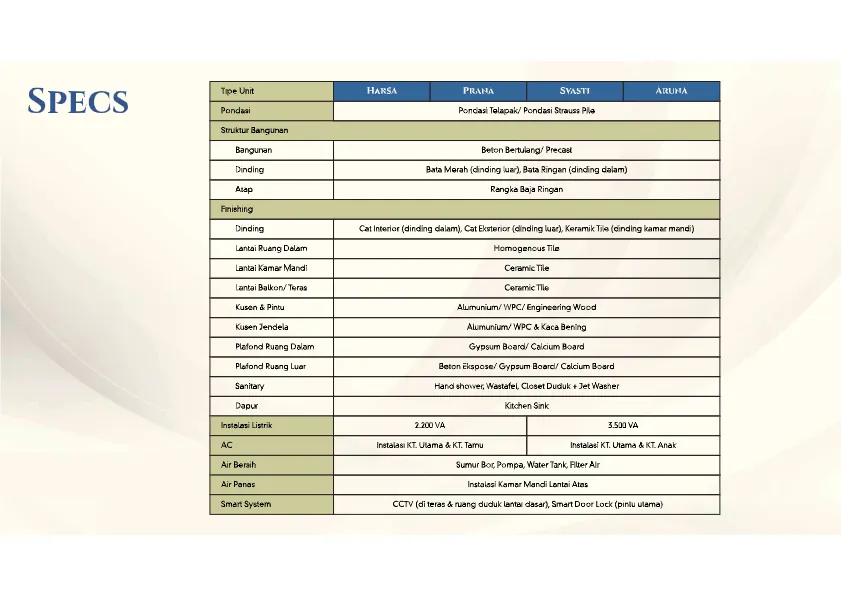 SPECS
Tipe Unit HARSA PRANA SVASTI ARUNA
Pondasi Pondasi Telapak/ Pondasi Strauss Pile
Struktur Bangunan
Bangunan Beton Bertulang/ Precast
Dinding Bata Merah (dinding luar), Bata Ringan (dinding dalam)
Atap Rangka Baja Ringan
Finishing
Dinding Cat Interior (dinding dalam), Cat Eksterior (dinding luar), Keramik Tile (dinding kamar mandi)
Lantai Ruang Dalam Homogenous Tile
Lantai Kamar Mandi Ceramic Tile
Lantai Balkon/ Teras Ceramic Tile
Kusen & Pintu Alumunium/ WPC/ Engineering Wood
Kusen Jendela Alumunium/ WPC & Kaca Bening
Plafond Ruang Dalam Gypsum Board/ Calcium Board
Plafond Ruang Luar Beton Ekspose/ Gypsum Board/ Calcium Board
Sanitary Hand shower, Wastafel, Closet Duduk + Jet Washer
Dapur Kitchen Sink
Instalasi Listrik 2.200 VA 3.500 VA
AC Instalasi KT. Utama & KT. Tamu Instalasi KT. Utama & KT. Anak
Air Bersih Sumur Bor, Pompa, Water Tank, Filter Air
Air Panas Instalasi Kamar Mandi Lantai Atas
Smart System CCTV (di teras & ruang duduk lantai dasar), Smart Door Lock (pintu utama)